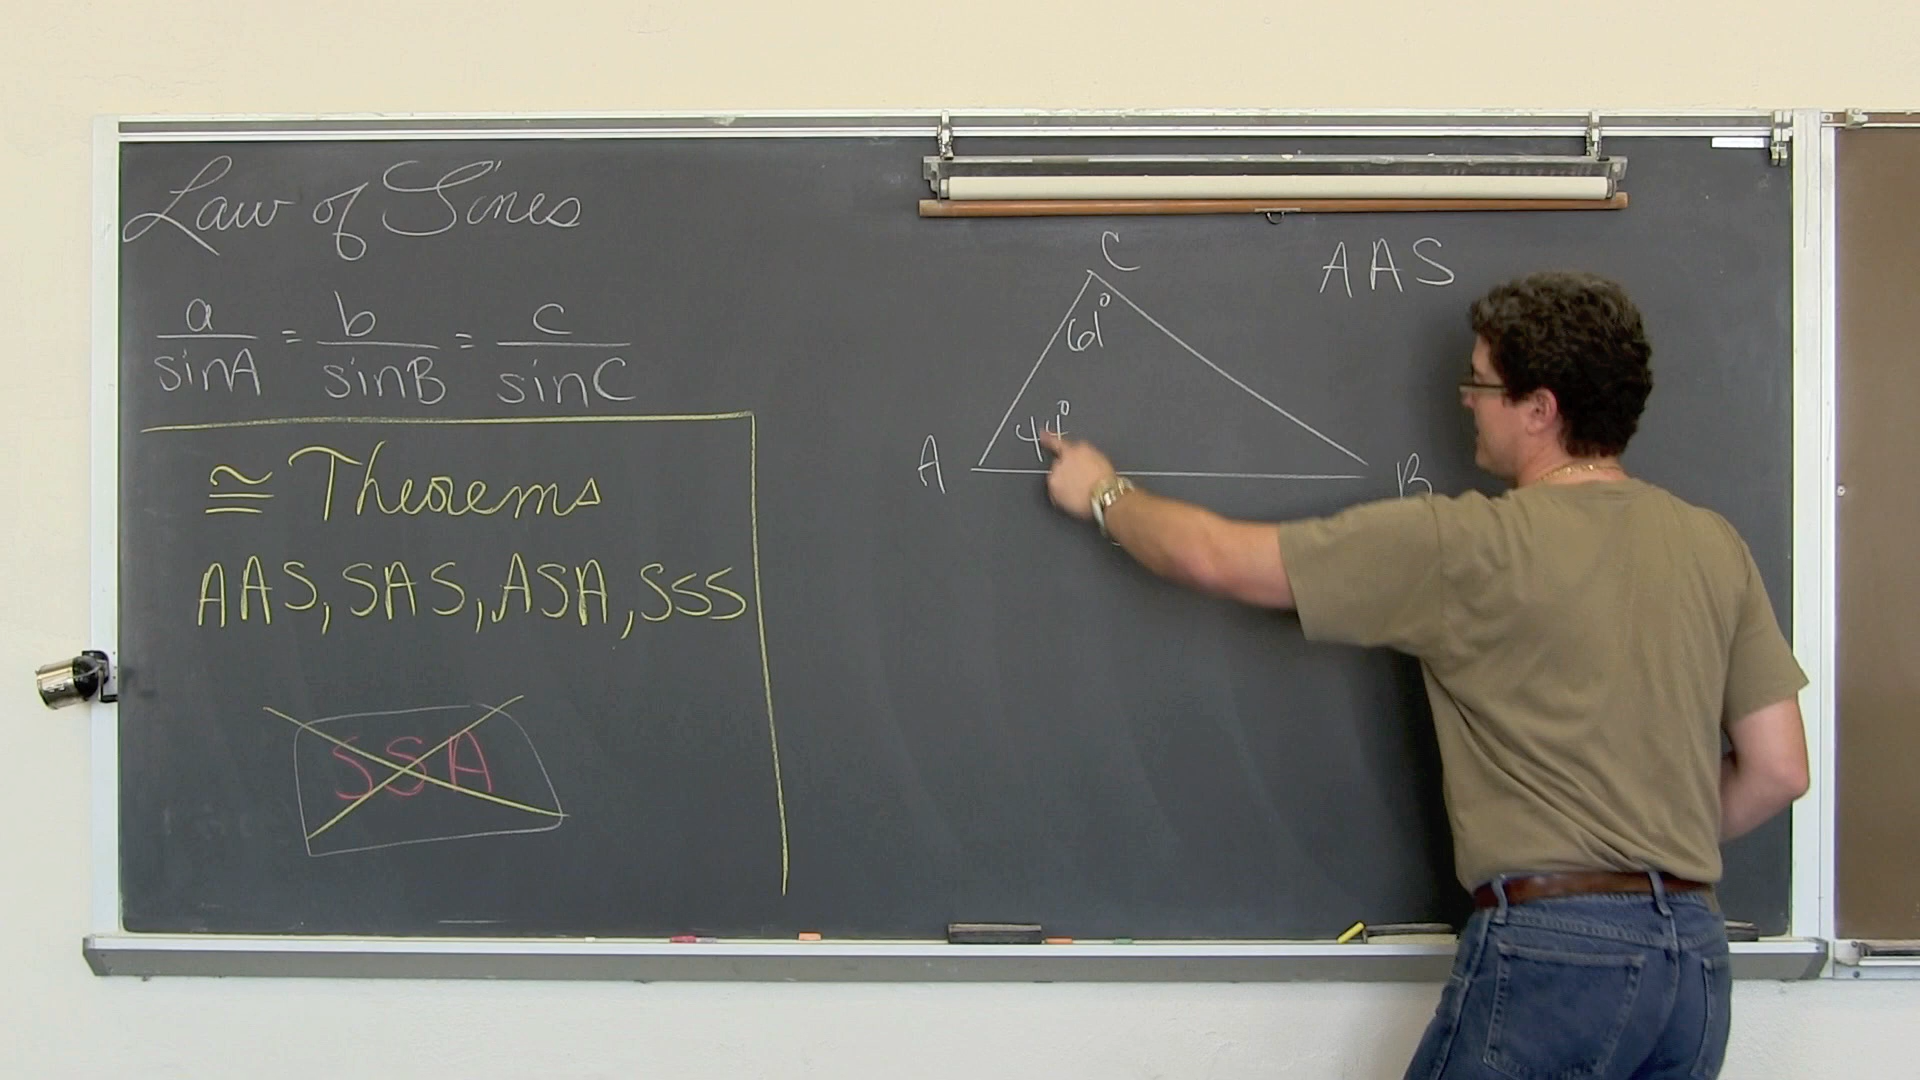 Law of Sines
a/sinA = b/sinB = c/sinC
≅ Theorems
AAS, SAS, ASA, SSS
SSA
AAS
C
61°
44°
A
B